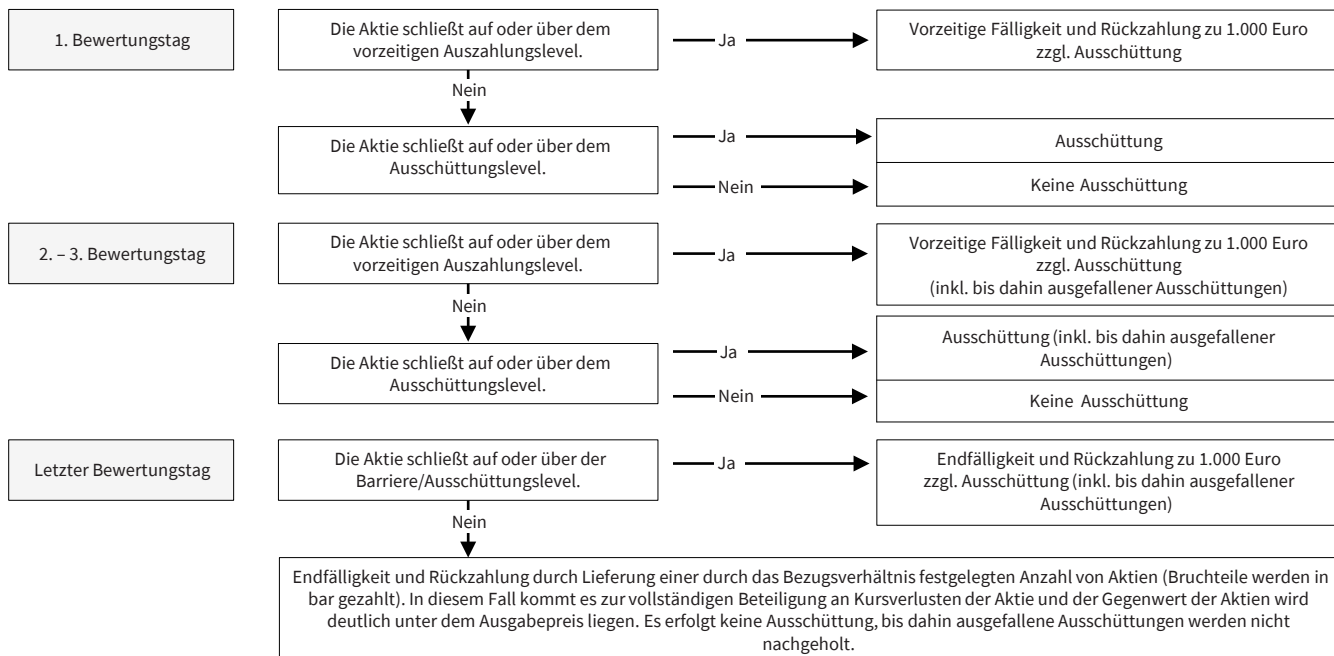 1. Bewertungstag
Die Aktie schließt auf oder über dem
vorzeitigen Auszahlungslevel.
Ja
Vorzeitige Fälligkeit und Rückzahlung zu 1.000 Euro
zzgl. Ausschüttung
Nein
Die Aktie schließt auf oder über dem
Ausschüttungslevel.
Ja
Ausschüttung
Nein
Keine Ausschüttung
2. – 3. Bewertungstag
Die Aktie schließt auf oder über dem
vorzeitigen Auszahlungslevel.
Ja
Vorzeitige Fälligkeit und Rückzahlung zu 1.000 Euro
zzgl. Ausschüttung
(inkl. bis dahin ausgefallener Ausschüttungen)
Nein
Die Aktie schließt auf oder über dem
Ausschüttungslevel.
Ja
Ausschüttung (inkl. bis dahin ausgefallener
Ausschüttungen)
Nein
Keine Ausschüttung
Letzter Bewertungstag
Die Aktie schließt auf oder über der
Barriere/Ausschüttungslevel.
Ja
Endfälligkeit und Rückzahlung zu 1.000 Euro
zzgl. Ausschüttung (inkl. bis dahin ausgefallener
Ausschüttungen)
Nein
Endfälligkeit und Rückzahlung durch Lieferung einer durch das Bezugsverhältnis festgelegten Anzahl von Aktien (Bruchteile werden in
bar gezahlt). In diesem Fall kommt es zur vollständigen Beteiligung an Kursverlusten der Aktie und der Gegenwert der Aktien wird
deutlich unter dem Ausgabepreis liegen. Es erfolgt keine Ausschüttung, bis dahin ausgefallene Ausschüttungen werden nicht
nachgeholt.